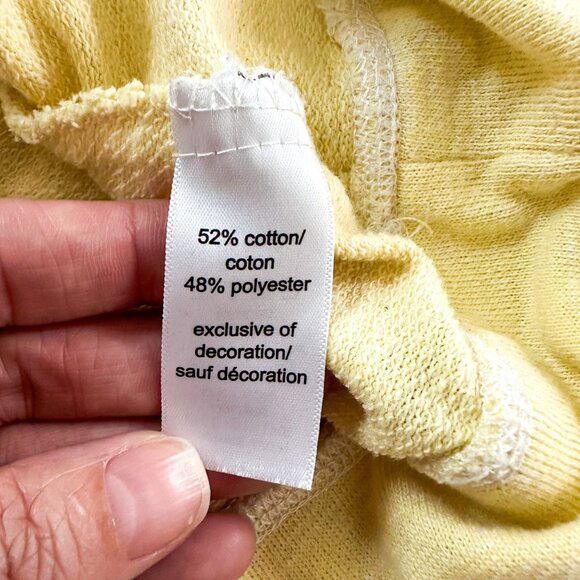 52% cotton/
coton
48% polyester
exclusive of
decoration/
sauf décoration